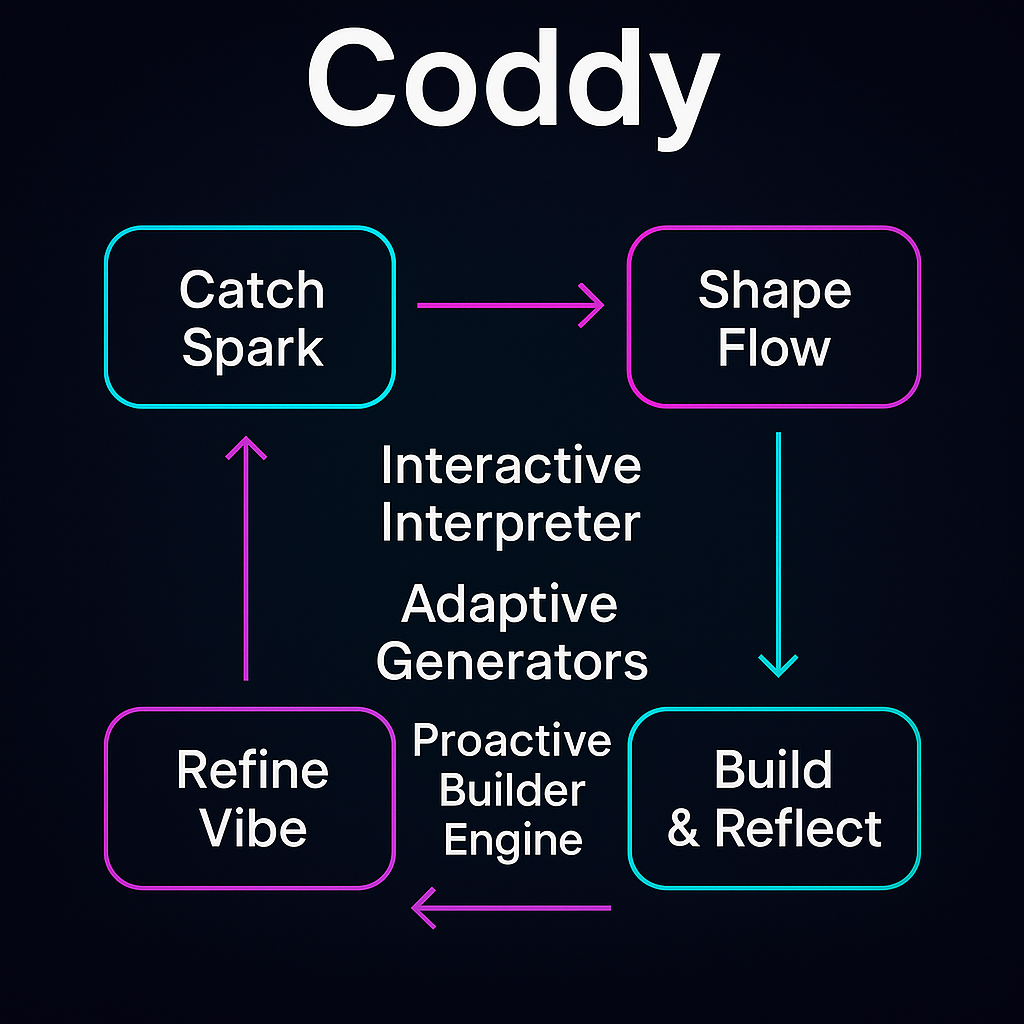 Coddy
Catch
Spark
Shape
Flow
Interactive
Interpreter
Adaptive
Generators
Refine
Vibe
Proactive
Builder
Engine
Build
& Reflect